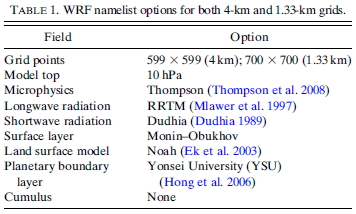 TABLE 1. WRF namelist options for both 4-km and 1.33-km grids.
Field Option
Grid points 599 × 599 (4 km); 700 × 700 (1.33 km)
Model top 10 hPa
Microphysics Thompson (Thompson et al. 2008)
Longwave radiation RRTM (Mlawer et al. 1997)
Shortwave radiation Dudhia (Dudhia 1989)
Surface layer Monin–Obukhov
Land surface model Noah (Ek et al. 2003)
Planetary boundary Yonsei University (YSU)
layer (Hong et al. 2006)
Cumulus None